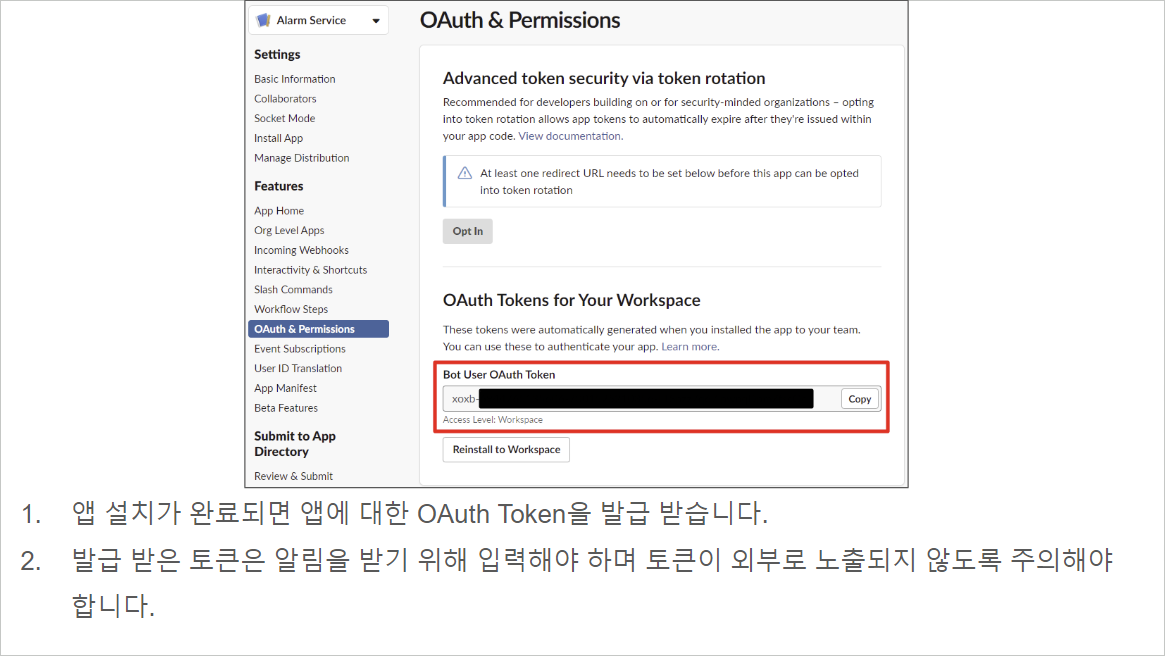 Alarm Service
Settings
Basic Information
Collaborators
Socket Mode
Install App
Manage Distribution
Features
App Home
Org Level Apps
Incoming Webhooks
Interactivity & Shortcuts
Slash Commands
Workflow Steps
OAuth & Permissions
Event Subscriptions
User ID Translation
App Manifest
Beta Features
Submit to App
Directory
Review & Submit
OAuth & Permissions
Advanced token security via token rotation
Recommended for developers building on or for security-minded organizations – opting
into token rotation allows app tokens to automatically expire after they're issued within
your app code. View documentation.
At least one redirect URL needs to be set below before this app can be opted
into token rotation
Opt In
OAuth Tokens for Your Workspace
These tokens were automatically generated when you installed the app to your team.
You can use these to authenticate your app. Learn more.
Bot User OAuth Token
xoxb-
Copy
Access Level: Workspace
Reinstall to Workspace
1. 앱 설치가 완료되면 앱에 대한 OAuth Token을 발급 받습니다.
2. 발급 받은 토큰은 알림을 받기 위해 입력해야 하며 토큰이 외부로 노출되지 않도록 주의해야
합니다.